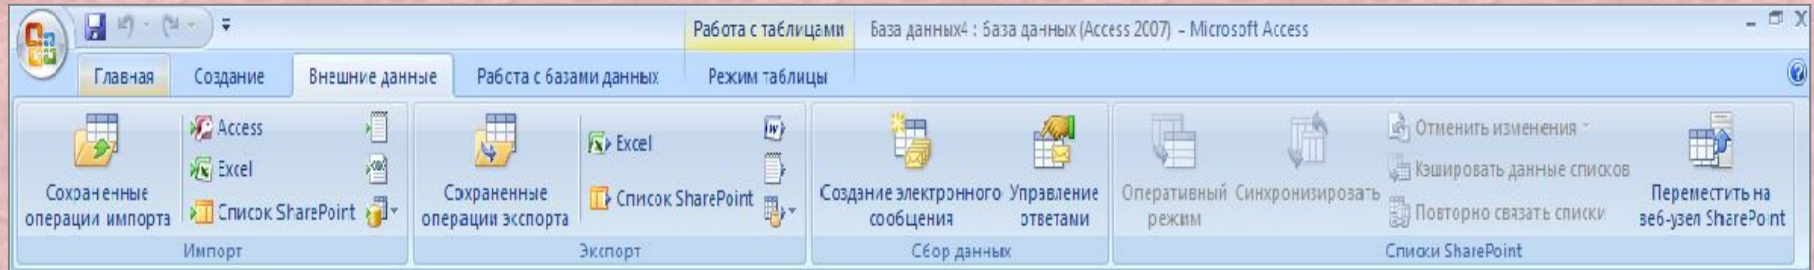 Работа с таблицами База данных4 : база данных (Access 2007) - Microsoft Access
Главная Создание Внешние данные Работа с базами данных Режим таблицы
Сохраненные операции импорта
Access
Excel
Список SharePoint
Импорт
Сохраненные операции экспорта
Excel
Список SharePoint
Экспорт
Создание электронного сообщения
Управление ответами
Сбор данных
Оперативный режим
Синхронизировать
Отменить изменения
Кэшировать данные списков
Повторно связать списки
Переместить на веб-узел SharePoint
Списки SharePoint